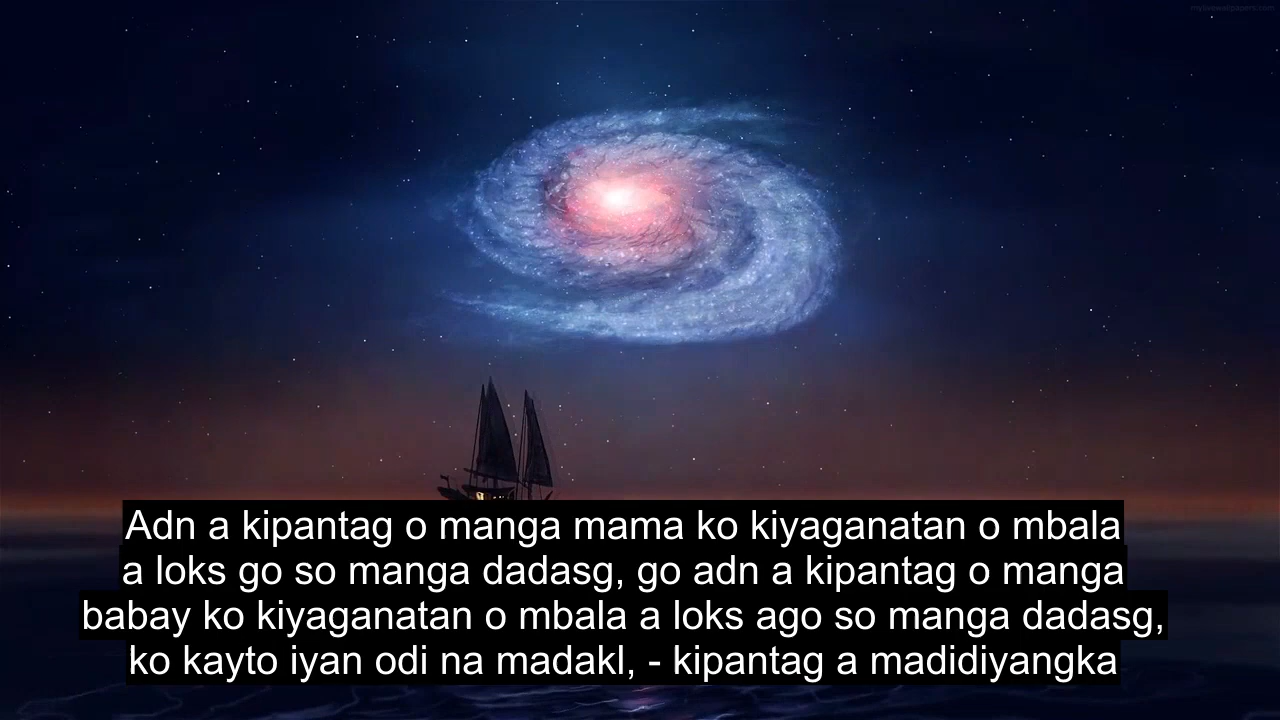 Adn a kipantag o manga mama ko kiyaganatan o mbala
a loks go so manga dadasg, go adn a kipantag o manga
babay ko kiyaganatan o mbala a loks ago so manga dadasg,
ko kayto iyan odi na madakl, - kipantag a madidiyangka